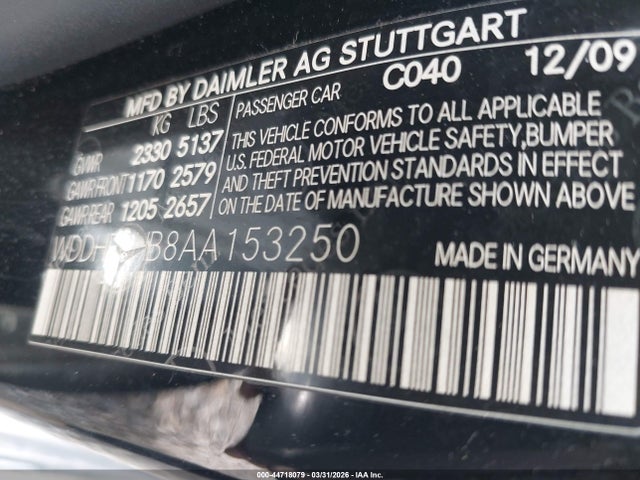 MFD BY DAIMLER AG STUTTGART
KG LBS PASSENGER CAR C040 12/09
GVWR 2330 5137
GAWR FRONT 1170 2579
GAWR REAR 1205 2657
THIS VEHICLE CONFORMS TO ALL APPLICABLE
U.S. FEDERAL MOTOR VEHICLE SAFETY,BUMPER
AND THEFT PREVENTION STANDARDS IN EFFECT
ON THE DATE OF MANUFACTURE SHOWN ABOVE
B8AA153250
MADE IN GERMANY
000-44718079 - 03/31/2026 - IAA Inc.